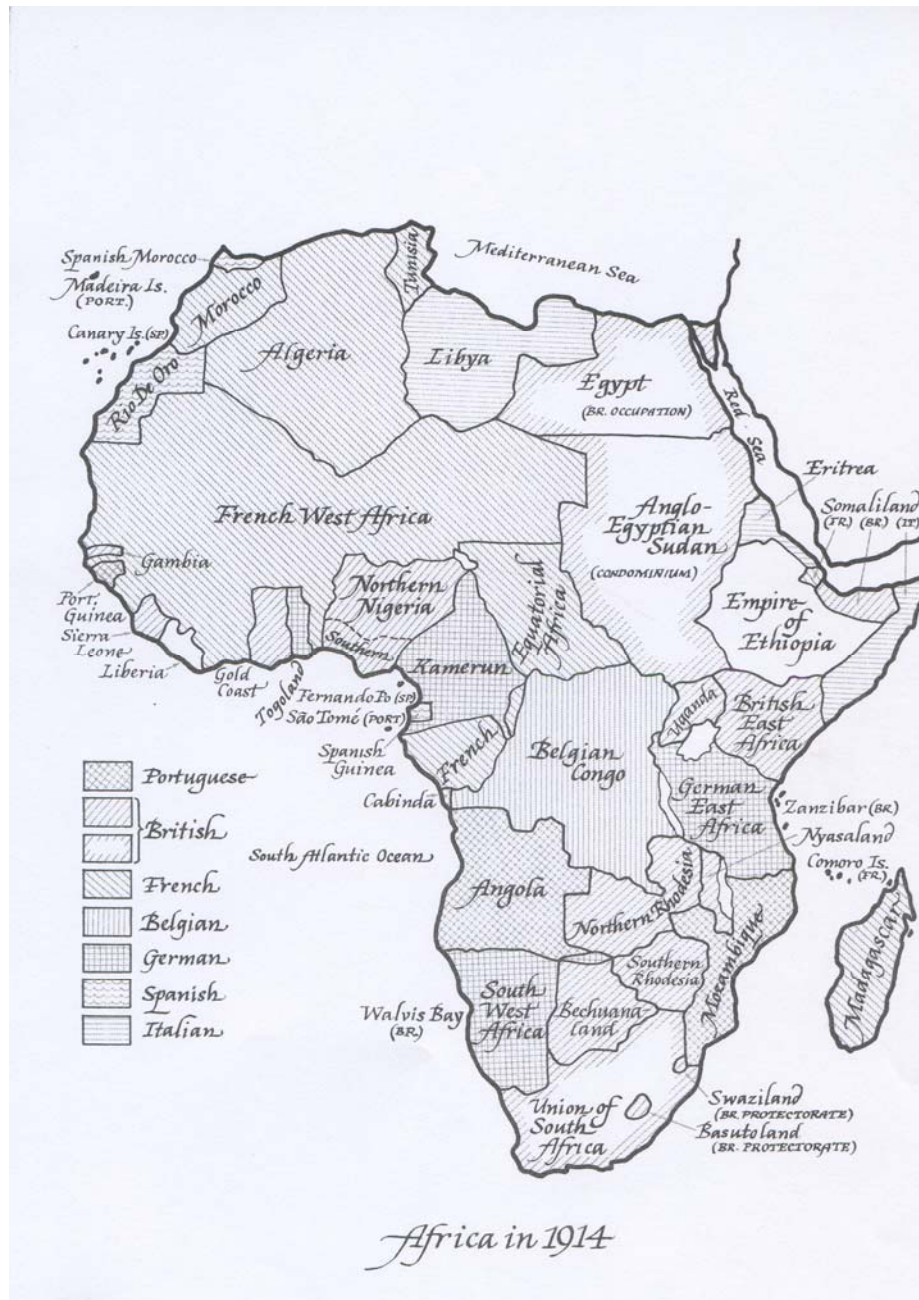 Mediterranean Sea
Spanish Morocco
Madeira Is.
(PORT.)
Canary Is. (SP)
Morocco
Algeria
Tunisia
Libya
Egypt
(BR. OCCUPATION)
Red
Sea
Rio De Oro
French West Africa
Anglo-
Egyptian
Sudan
(CONDOMINIUM)
Eritrea
Somaliland
(FR.) (BR.) (IT)
Gambia
Port.
Guinea
Sierra
Leone
Liberia
Gold
Coast
Togoland
Northern
Nigeria
Southern
Kamerun
Equatorial
Africa
Empire
of
Ethiopia
Fernando Po (SP)
São Tomé (PORT)
Spanish
Guinea
French
Cabinda
Belgian
Congo
Uganda
British
East
Africa
German
East
Africa
Zanzibar (BR)
Nyasaland
Comoro Is.
(FR.)
South Atlantic Ocean
Angola
Northern Rhodesia
Southern
Rhodesia
Mocambique
Madagascar
Walvis Bay
(BR)
South
West
Africa
Bechuana-
land
Union of
South
Africa
Swaziland
(BR. PROTECTORATE)
Basutoland
(BR. PROTECTORATE)
Portuguese
British
French
Belgian
German
Spanish
Italian
Africa in 1914